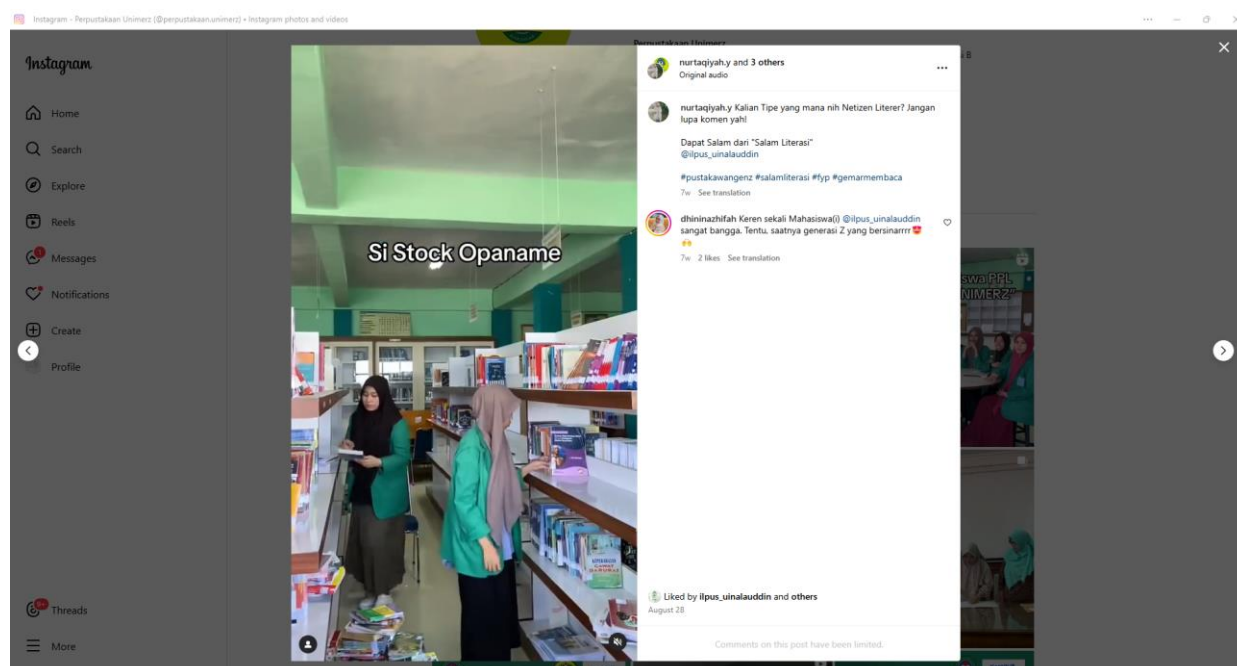 Instagram - Perpustakaan Unimerz (@perpustakaan.unimerz) • Instagram photos and videos
Instagram
Home
Search
Explore
Reels
Messages
Notifications
Create
Profile
Threads
More
Si Stock Opaname
Perpustakaan Unimerz
nurtaqiyah.y and 3 others
Original audio
nurtaqiyah.y Kalian Tipe yang mana nih Netizen Literer? Jangan
lupa komen yah!
Dapat Salam dari "Salam Literasi"
@ilpus_uinalauddin
#pustakawangenz #salamliterasi #fyp #gemarmembaca
7w See translation
dhininazhifah Keren sekali Mahasiswa(i) @ilpus_uinalauddin
sangat bangga. Tentu, saatnya generasi Z yang bersinarrrr😍
🙌
7w 2 likes See translation
Liked by ilpus_uinalauddin and others
August 28
Comments on this post have been limited.